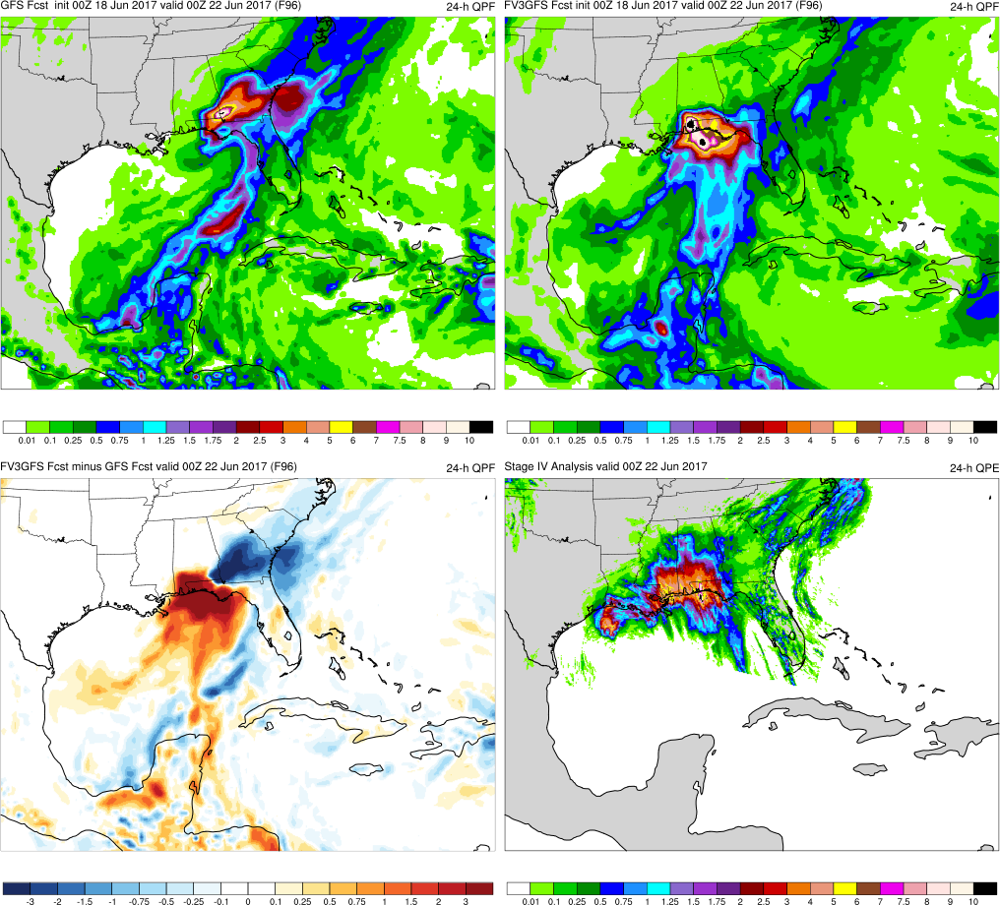 GFS Fcst init 00Z 18 Jun 2017 valid 00Z 22 Jun 2017 (F96) 24-h QPF
FV3GFS Fcst init 00Z 18 Jun 2017 valid 00Z 22 Jun 2017 (F96) 24-h QPF
0.01 0.1 0.25 0.5 0.75 1 1.25 1.5 1.75 2 2.5 3 4 5 6 7 7.5 8 9 10
0.01 0.1 0.25 0.5 0.75 1 1.25 1.5 1.75 2 2.5 3 4 5 6 7 7.5 8 9 10
FV3GFS Fcst minus GFS Fcst valid 00Z 22 Jun 2017 (F96) 24-h QPF
Stage IV Analysis valid 00Z 22 Jun 2017 24-h QPE
-3 -2 -1.5 -1 -0.75 -0.5 -0.25 -0.1 0 0.1 0.25 0.5 0.75 1 1.5 2 3
0.01 0.1 0.25 0.5 0.75 1 1.25 1.5 1.75 2 2.5 3 4 5 6 7 7.5 8 9 10